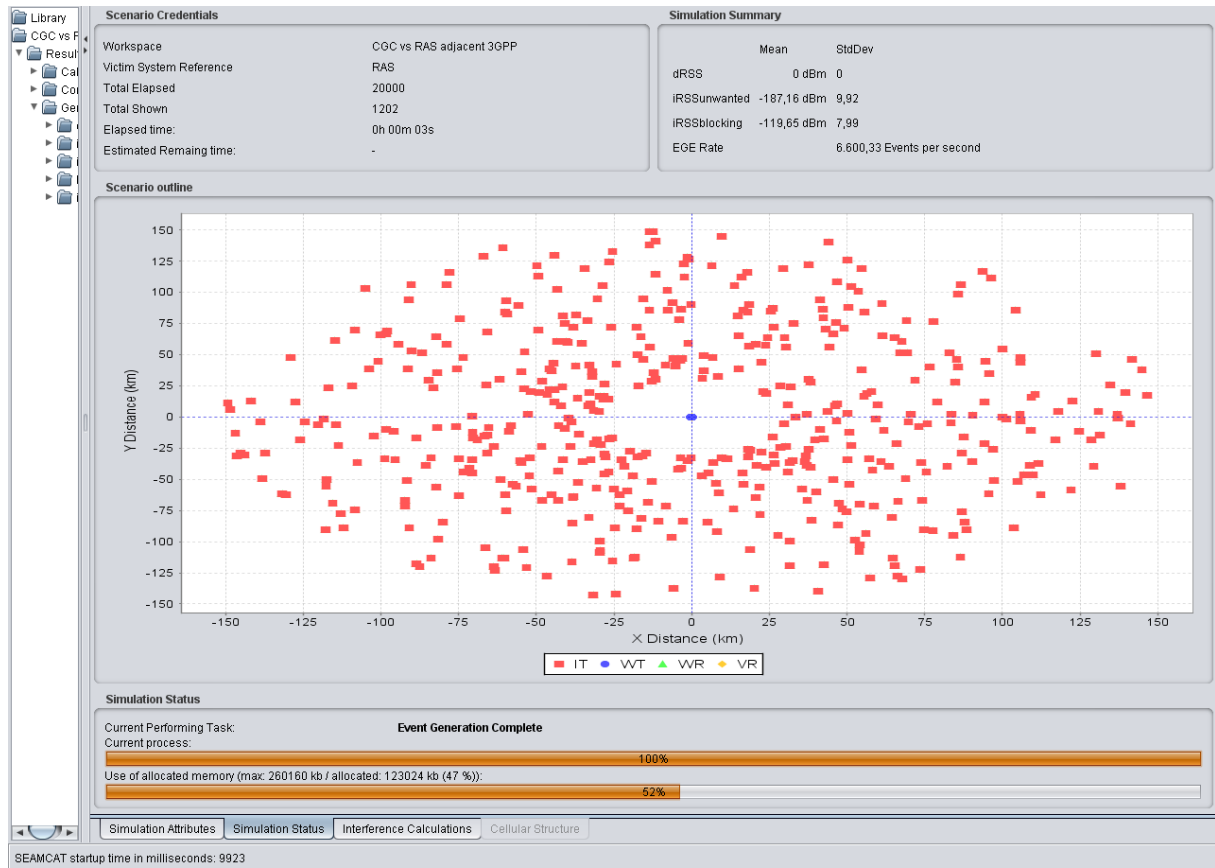 Library
CGC vs R
Result
Cal
Con
Ge
Scenario Credentials
Workspace CGC vs RAS adjacent 3GPP
Victim System Reference RAS
Total Elapsed 20000
Total Shown 1202
Elapsed time: 0h 00m 03s
Estimated Remaing time: -
Simulation Summary
Mean StdDev
dRSS 0 dBm 0
iRSSunwanted -187,16 dBm 9,92
iRSSblocking -119,65 dBm 7,99
EGE Rate 6.600,33 Events per second
Scenario outline
Y Distance (km)
150
125
100
75
50
25
0
-25
-50
-75
-100
-125
-150
-150 -125 -100 -75 -50 -25 0 25 50 75 100 125 150
X Distance (km)
IT WT WR VR
Simulation Status
Current Performing Task: Event Generation Complete
Current process:
100%
Use of allocated memory (max: 260160 kb / allocated: 123024 kb (47 %)):
52%
Simulation Attributes Simulation Status Interference Calculations Cellular Structure
SEAMCAT startup time in milliseconds: 9923